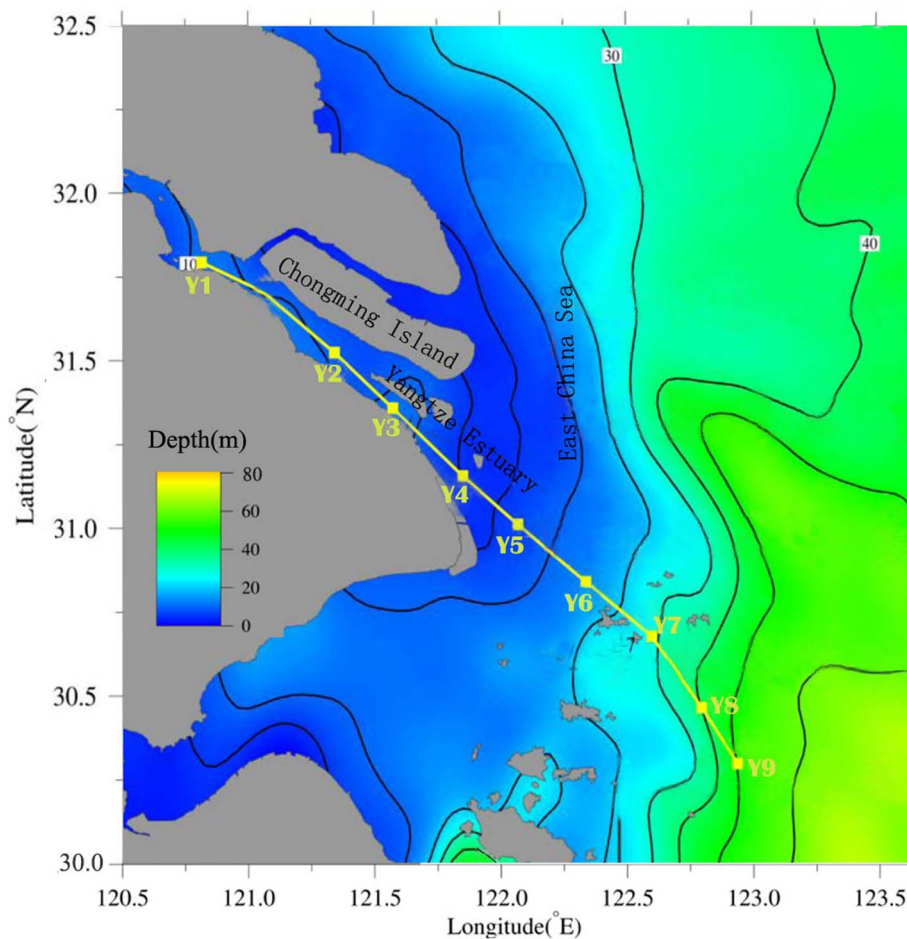 32.5
32.0
31.5
31.0
30.5
30.0
Latitude(°N)
120.5
121.0
121.5
122.0
122.5
123.0
123.5
Longitude(°E)
30
40
10
Y1
Y2
Y3
Y4
Y5
Y6
Y7
Y8
Y9
Chongming Island
Yangtze Estuary
East China Sea
Depth(m)
80
60
40
20
0